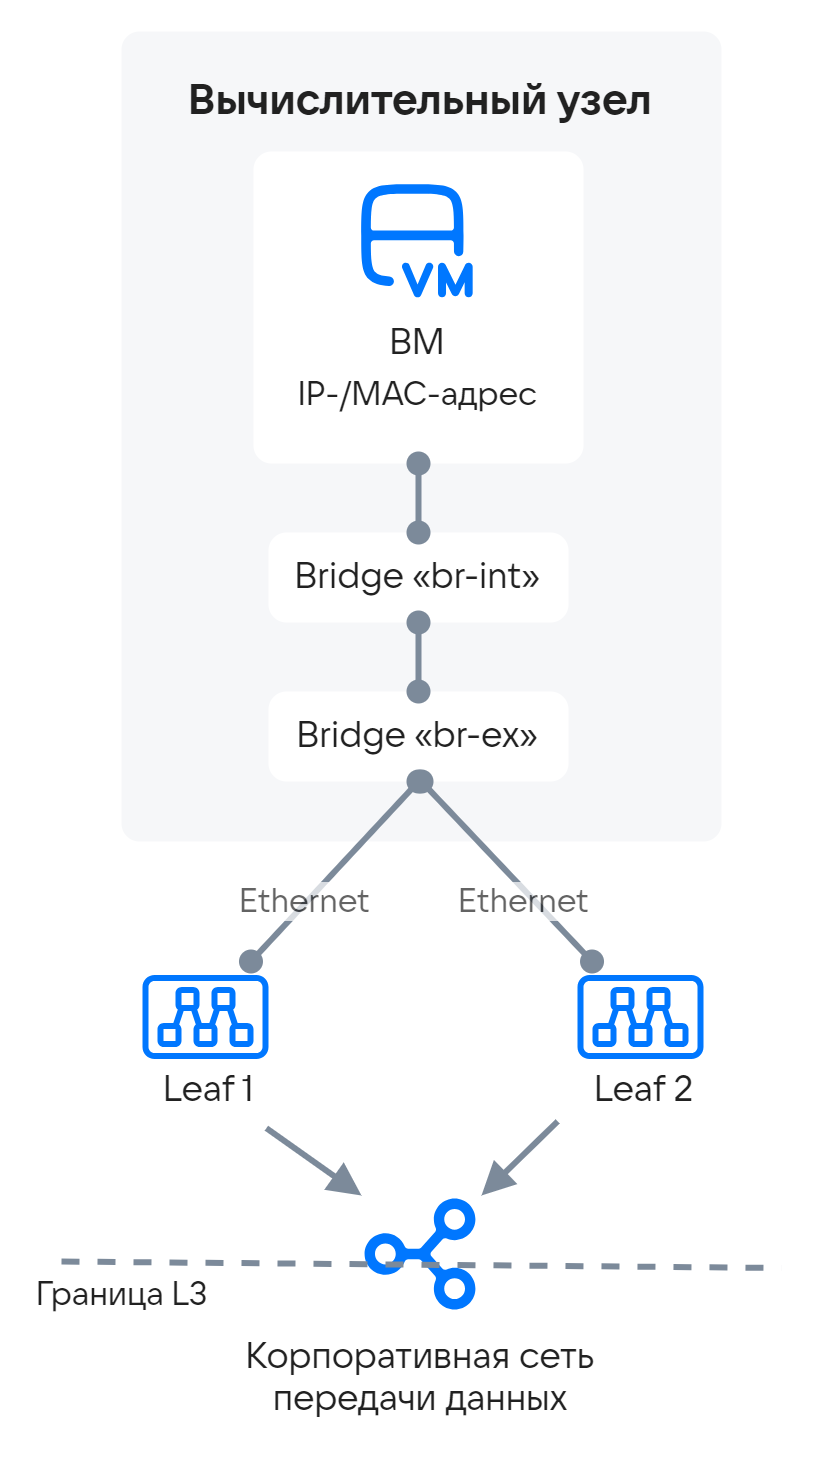 Вычислительный узел
VM
ВМ
IP-/MAC-адрес
Bridge «br-int»
Bridge «br-ex»
Ethernet Ethernet
Leaf 1 Leaf 2
Граница L3
Корпоративная сеть
передачи данных